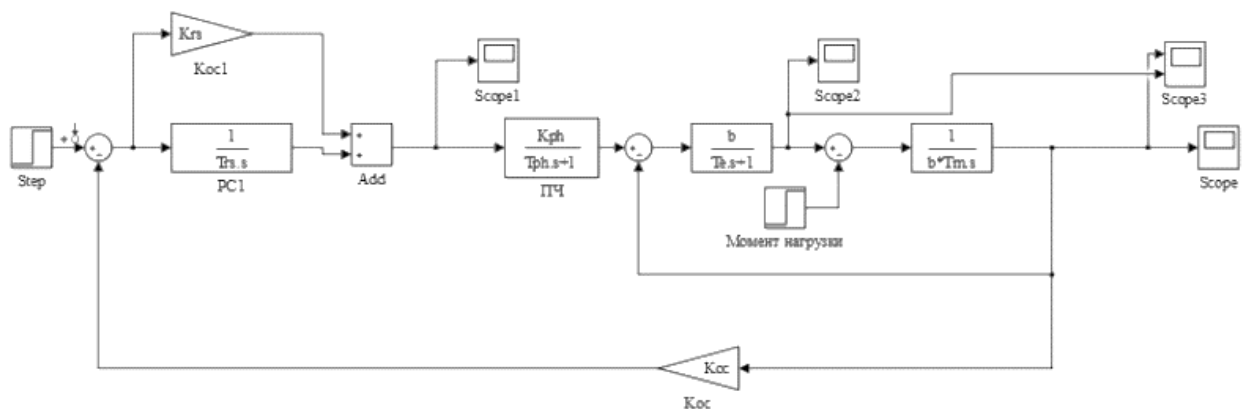 Krs
Koc1
Scope1
Scope2
Scope3
Step
1
Trs.s
PC1
Add
Kph
Tph.s+1
ПЧ
b
Te.s+1
1
b*Tm.s
Scope
Момент нагрузки
Koc
Koc